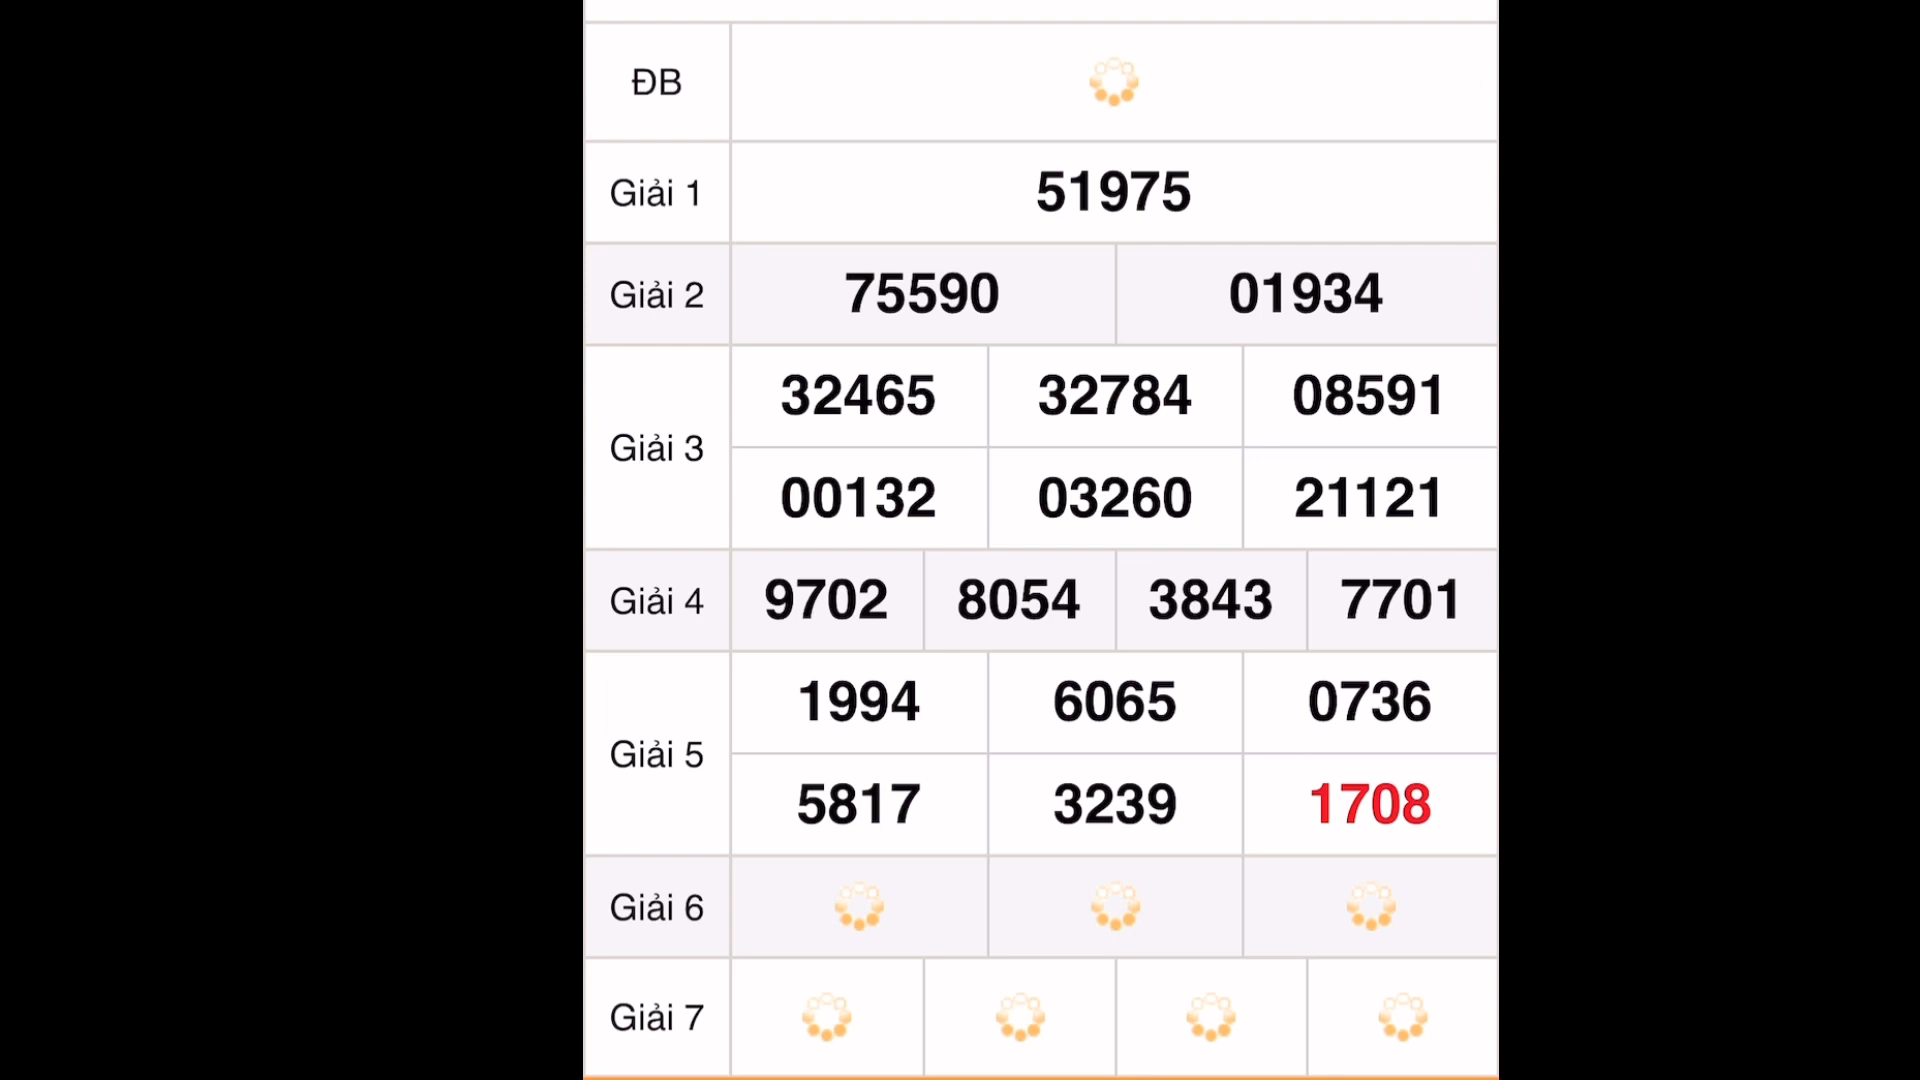 ĐB
Giải 1 51975
Giải 2 75590 01934
Giải 3
32465 32784 08591
00132 03260 21121
Giải 4 9702 8054 3843 7701
Giải 5
1994 6065 0736
5817 3239 1708
Giải 6
Giải 7